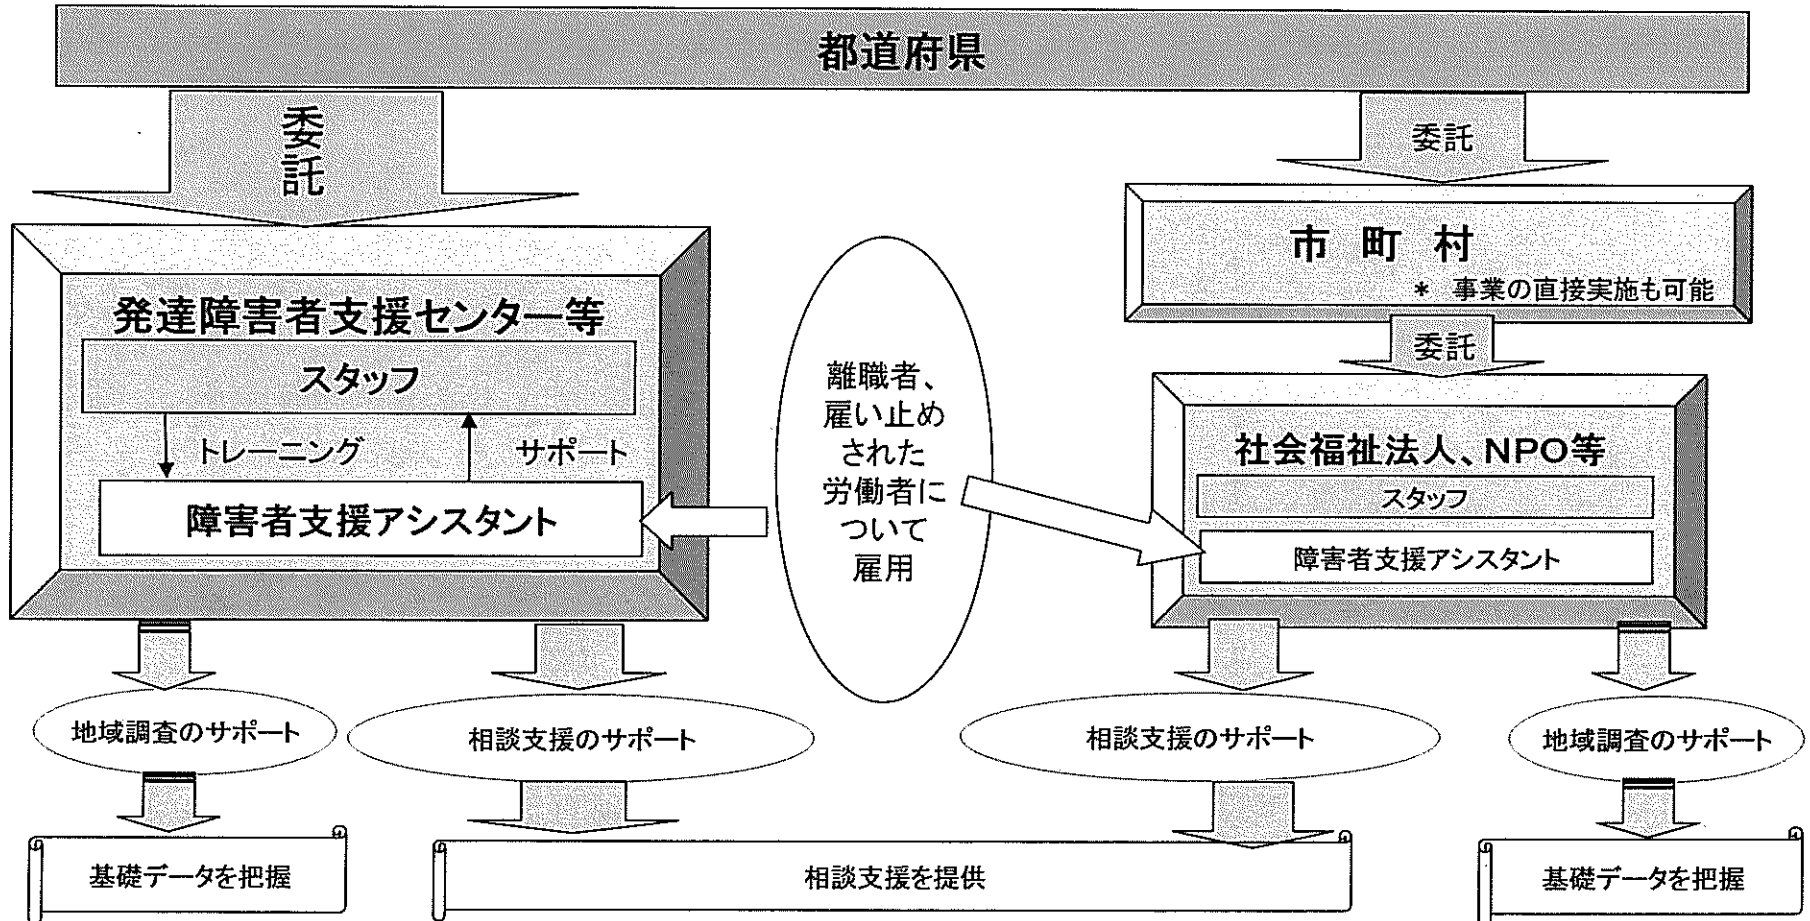 都道府県
委
託
委託
市町村
* 事業の直接実施も可能
委託
発達障害者支援センター等
スタッフ
トレーニング
サポート
障害者支援アシスタント
離職者、
雇い止め
された
労働者に
ついて
雇用
社会福祉法人、NPO等
スタッフ
障害者支援アシスタント
地域調査のサポート
相談支援のサポート
相談支援のサポート
地域調査のサポート
基礎データを把握
相談支援を提供
基礎データを把握